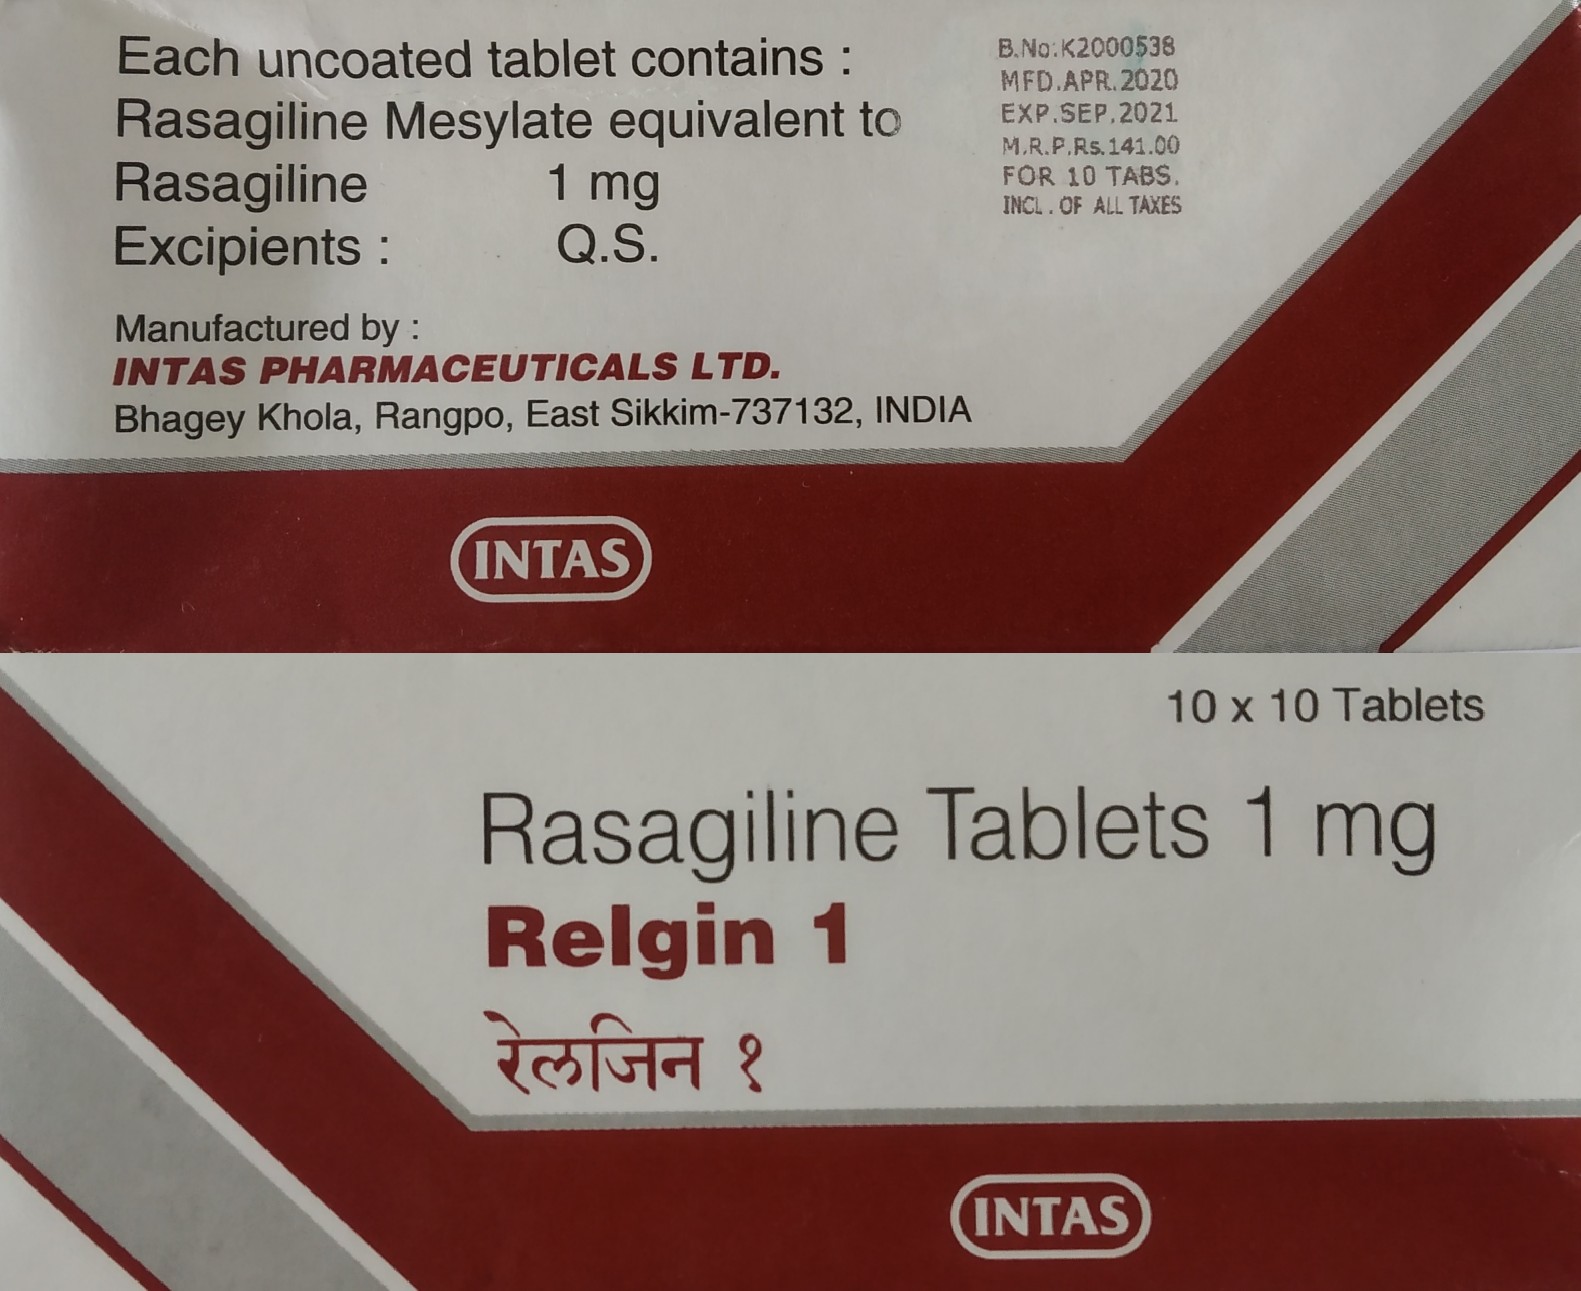 Each uncoated tablet contains :
Rasagiline Mesylate equivalent to
Rasagiline 1 mg
Excipients : Q.S.
B.No.K2000538
MFD.APR.2020
EXP.SEP.2021
M.R.P.Rs.141.00
FOR 10 TABS.
INCL. OF ALL TAXES
Manufactured by :
INTAS PHARMACEUTICALS LTD.
Bhagey Khola, Rangpo, East Sikkim-737132, INDIA
INTAS
10 x 10 Tablets
Rasagiline Tablets 1 mg
Relgin 1
रेलजिन १
INTAS